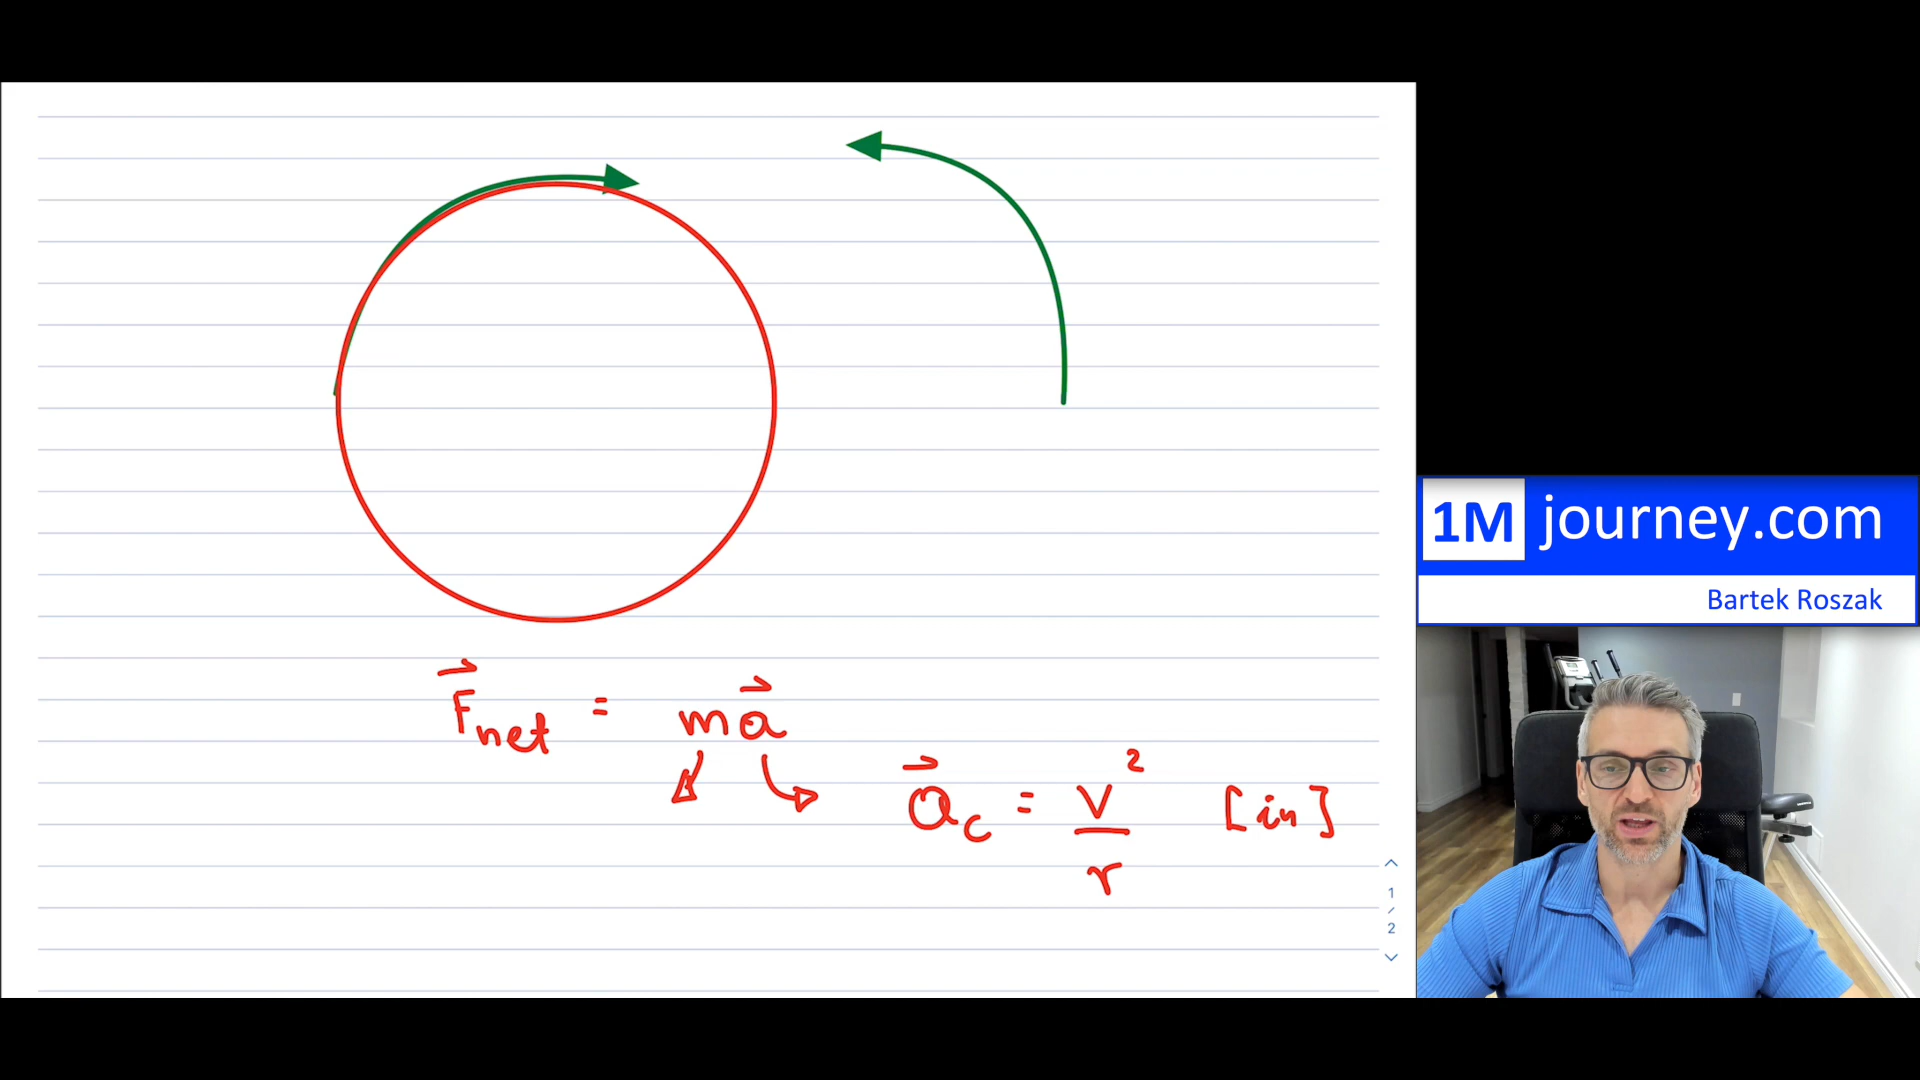 F⃗net = ma⃗
a⃗c = v²/r [in]
1
/
2
1M journey.com
Bartek Roszak